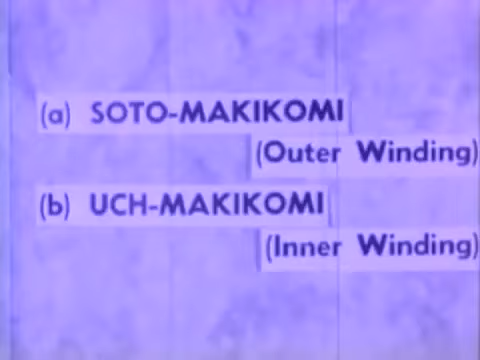 (a) SOTO-MAKIKOMI
(Outer Winding)
(b) UCH-MAKIKOMI
(Inner Winding)